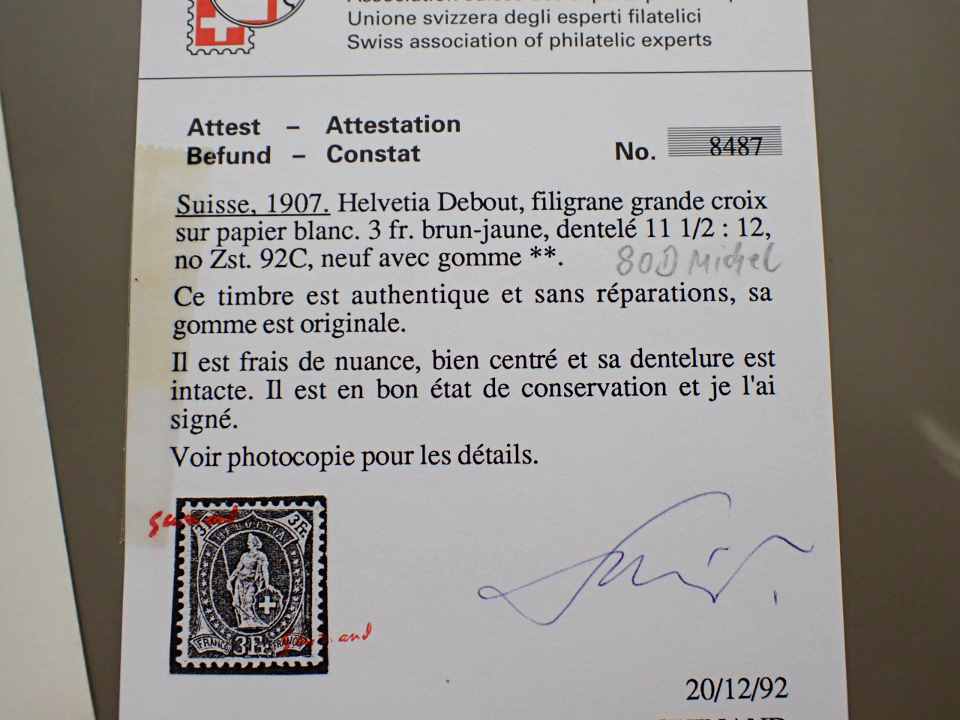 Unione svizzera degli esperti filatelici
Swiss association of philatelic experts
Attest – Attestation
Befund – Constat
No. 8487
Suisse, 1907. Helvetia Debout, filigrane grande croix
sur papier blanc. 3 fr. brun-jaune, dentelé 11 1/2 : 12,
no Zst. 92C, neuf avec gomme **.
80D Michel
Ce timbre est authentique et sans réparations, sa
gomme est originale.
Il est frais de nuance, bien centré et sa dentelure est
intacte. Il est en bon état de conservation et je l'ai
signé.
Voir photocopie pour les détails.
3Fr. 3Fr.
HELVETIA
FRANCO 3Fr. FRANCO
20/12/92